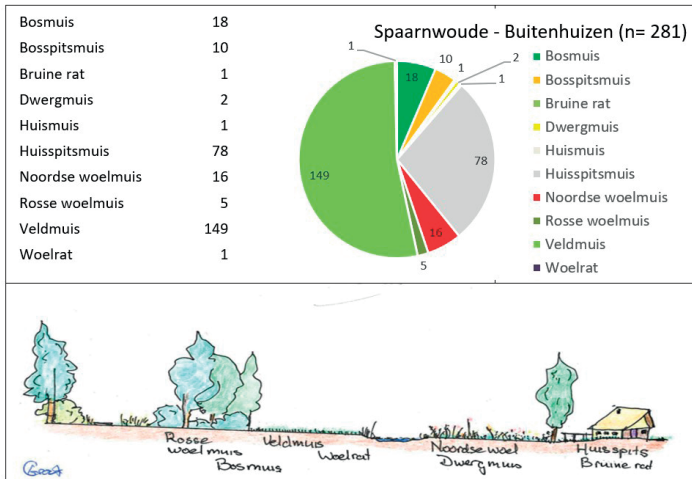 Bosmuis 18
Bosspitsmuis 10
Bruine rat 1
Dwergmuis 2
Huismuis 1
Huisspitsmuis 78
Noordse woelmuis 16
Rosse woelmuis 5
Veldmuis 149
Woelrat 1
Spaarnwoude - Buitenhuizen (n= 281)
1
18
10
1
2
1
78
16
5
149
Bosmuis
Bosspitsmuis
Bruine rat
Dwergmuis
Huismuis
Huisspitsmuis
Noordse woelmuis
Rosse woelmuis
Veldmuis
Woelrat
Rosse
woelmuis
Bosmuis
Veldmuis
Woelrat
Noordse woel
Dwergmuis
Huisspits
Bruine rat